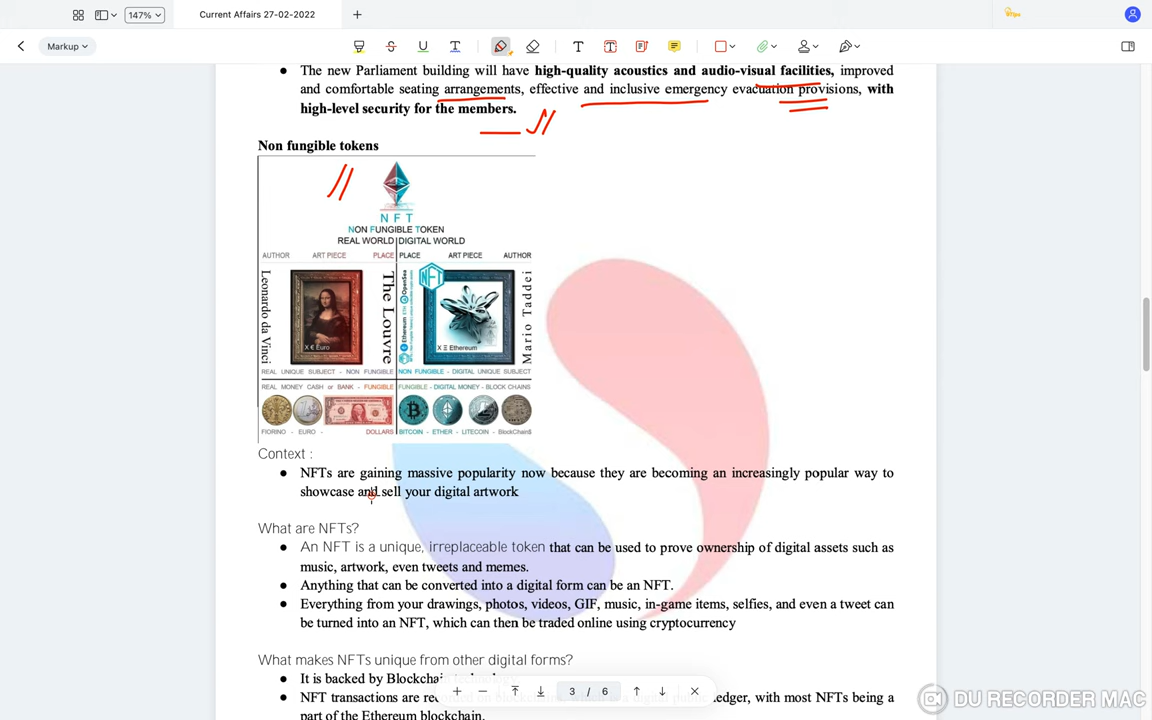 147%
Current Affairs 27-02-2022
Markup
The new Parliament building will have high-quality acoustics and audio-visual facilities, improved
and comfortable seating arrangements, effective and inclusive emergency evacuation provisions, with
high-level security for the members.
Non fungible tokens
NFT
NON FUNGIBLE TOKEN
REAL WORLD DIGITAL WORLD
AUTHOR ART PIECE PLACE PLACE ART PIECE AUTHOR
Leonardo da Vinci
X € Euro
The Louvre
Ethereum
OpenSea
NFT
X Ξ Ethereum
Mario Taddei
REAL UNIQUE SUBJECT - NON FUNGIBLE NON FUNGIBLE - DIGITAL UNIQUE SUBJECT
REAL MONEY CASH or BANK - FUNGIBLE FUNGIBLE - DIGITAL MONEY - BLOCK CHAINS
FIORINO - EURO - DOLLARS BITCOIN - ETHER - LITECOIN - BlockChain$
Context :
NFTs are gaining massive popularity now because they are becoming an increasingly popular way to
showcase and sell your digital artwork
What are NFTs?
An NFT is a unique, irreplaceable token that can be used to prove ownership of digital assets such as
music, artwork, even tweets and memes.
Anything that can be converted into a digital form can be an NFT.
Everything from your drawings, photos, videos, GIF, music, in-game items, selfies, and even a tweet can
be turned into an NFT, which can then be traded online using cryptocurrency
What makes NFTs unique from other digital forms?
It is backed by Blockchain
3 / 6
NFT transactions are ledger, with most NFTs being a
part of the Ethereum blockchain.
DU RECORDER MAC